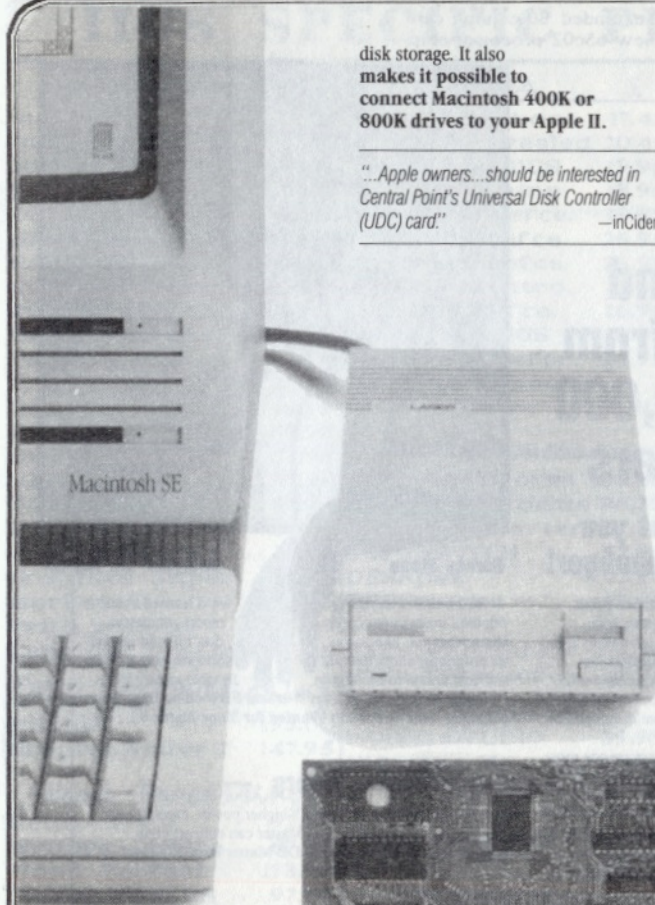 disk storage. It also
makes it possible to
connect Macintosh 400K or
800K drives to your Apple II.
"...Apple owners...should be interested in
Central Point's Universal Disk Controller
(UDC) card."
—inCider
Macintosh SE
LASER